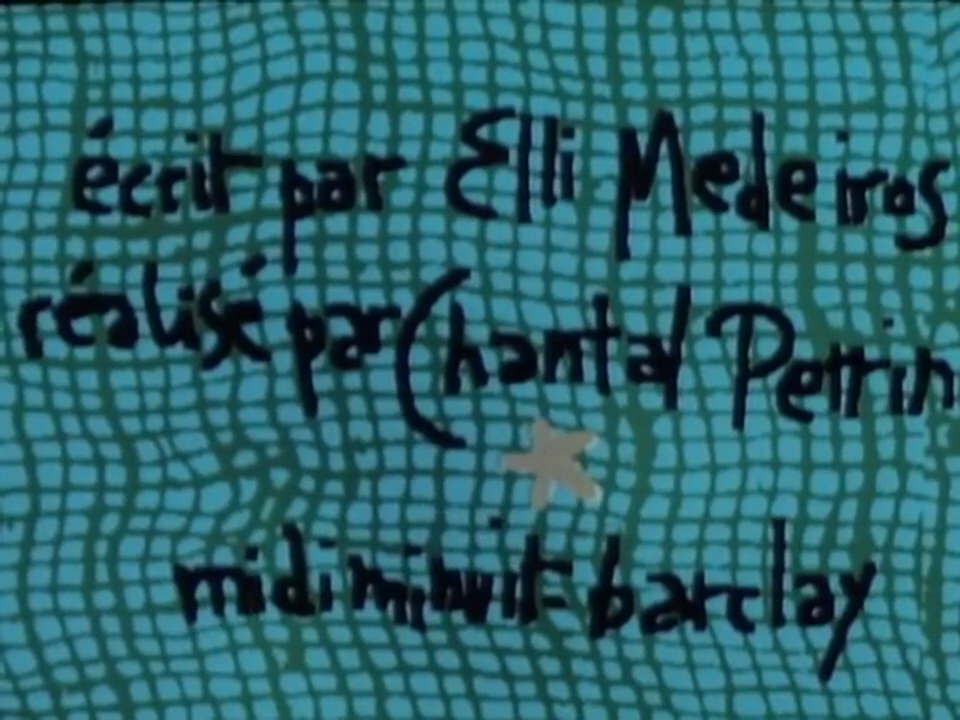 écrit par Elli Medeiros
réalisé par Chantal Perrin
midi minuit - barclay